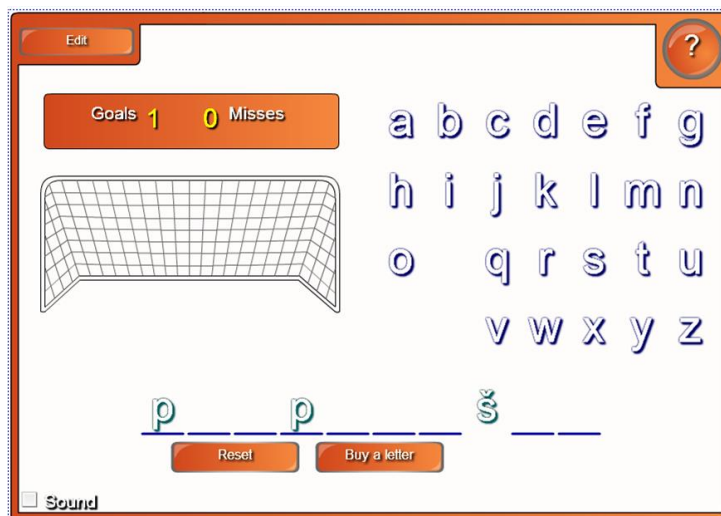 Edit
?
Goals 1 0 Misses
a b c d e f g
h i j k l m n
o q r s t u
v w x y z
p _ _ p _ _ _ š _ _
Reset Buy a letter
Sound